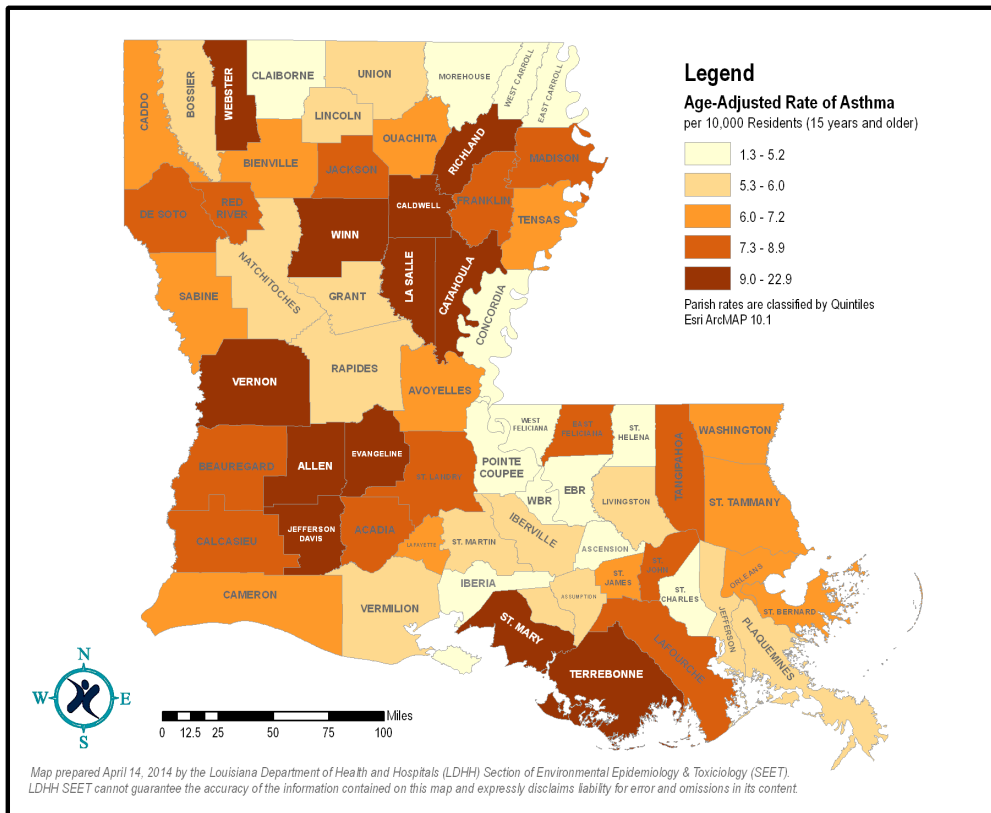 CADDO
BOSSIER
WEBSTER
CLAIBORNE
UNION
MOREHOUSE
WEST CARROLL
EAST CARROLL
LINCOLN
OUACHITA
RICHLAND
BIENVILLE
JACKSON
MADISON
DE SOTO
RED
RIVER
CALDWELL
FRANKLIN
TENSAS
WINN
NATCHITOCHES
LA SALLE
CATAHOULA
SABINE
GRANT
CONCORDIA
VERNON
RAPIDES
AVOYELLES
BEAUREGARD
ALLEN
EVANGELINE
ST. LANDRY
POINTE
COUPEE
WEST
FELICIANA
EAST
FELICIANA
ST.
HELENA
TANGIPAHOA
WASHINGTON
WBR
EBR
LIVINGSTON
ST. TAMMANY
CALCASIEU
JEFFERSON
DAVIS
ACADIA
LAFAYETTE
ST. MARTIN
IBERVILLE
ASCENSION
ST.
JOHN
CAMERON
VERMILION
IBERIA
ASSUMPTION
ST.
JAMES
ST.
CHARLES
ORLEANS
ST. BERNARD
JEFFERSON
PLAQUEMINES
ST. MARY
TERREBONNE
LAFOURCHE
Legend
Age-Adjusted Rate of Asthma
per 10,000 Residents (15 years and older)
1.3 - 5.2
5.3 - 6.0
6.0 - 7.2
7.3 - 8.9
9.0 - 22.9
Parish rates are classified by Quintiles
Esri ArcMAP 10.1
N
W
E
S
Miles
0 12.5 25 50 75 100
Map prepared April 14, 2014 by the Louisiana Department of Health and Hospitals (LDHH) Section of Environmental Epidemiology & Toxiciology (SEET).
LDHH SEET cannot guarantee the accuracy of the information contained on this map and expressly disclaims liability for error and omissions in its content.